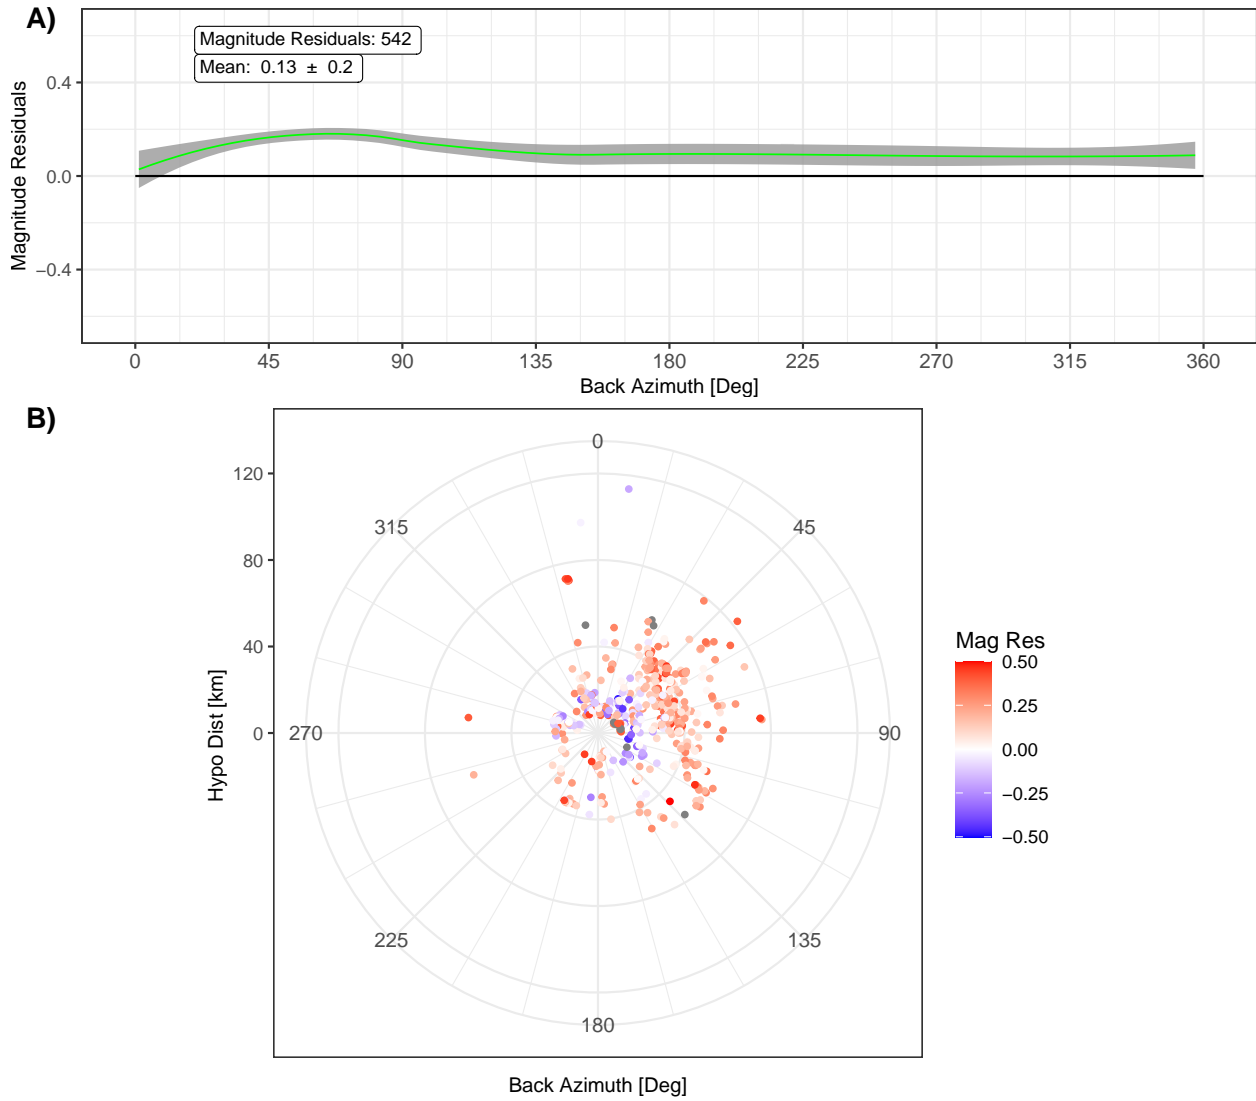 A)
Magnitude Residuals: 542
Mean:  0.13  ±  0.2
Magnitude Residuals
0.4
0.0
−0.4
0 45 90 135 180 225 270 315 360
Back Azimuth [Deg]
B)
Hypo Dist [km]
120
80
40
0
0
45
90
135
180
225
270
315
Back Azimuth [Deg]
Mag Res
0.50
0.25
0.00
−0.25
−0.50